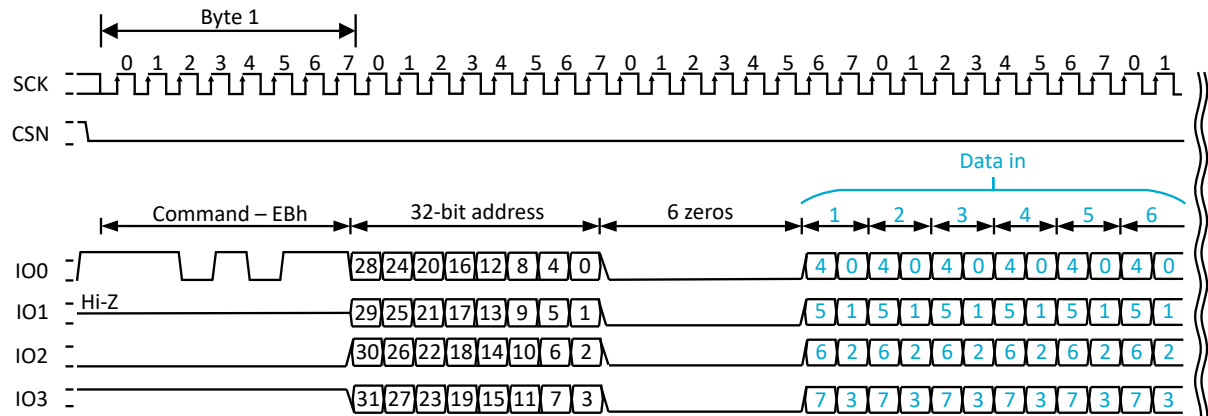 Byte 1
SCK 0 1 2 3 4 5 6 7 0 1 2 3 4 5 6 7 0 1 2 3 4 5 6 7 0 1 2 3 4 5 6 7 0 1
CSN
Data in
Command – EBh 32-bit address 6 zeros 1 2 3 4 5 6
IO0 28 24 20 16 12 8 4 0 4 0 4 0 4 0 4 0 4 0 4 0
IO1 Hi-Z 29 25 21 17 13 9 5 1 5 1 5 1 5 1 5 1 5 1 5 1
IO2 30 26 22 18 14 10 6 2 6 2 6 2 6 2 6 2 6 2 6 2
IO3 31 27 23 19 15 11 7 3 7 3 7 3 7 3 7 3 7 3 7 3